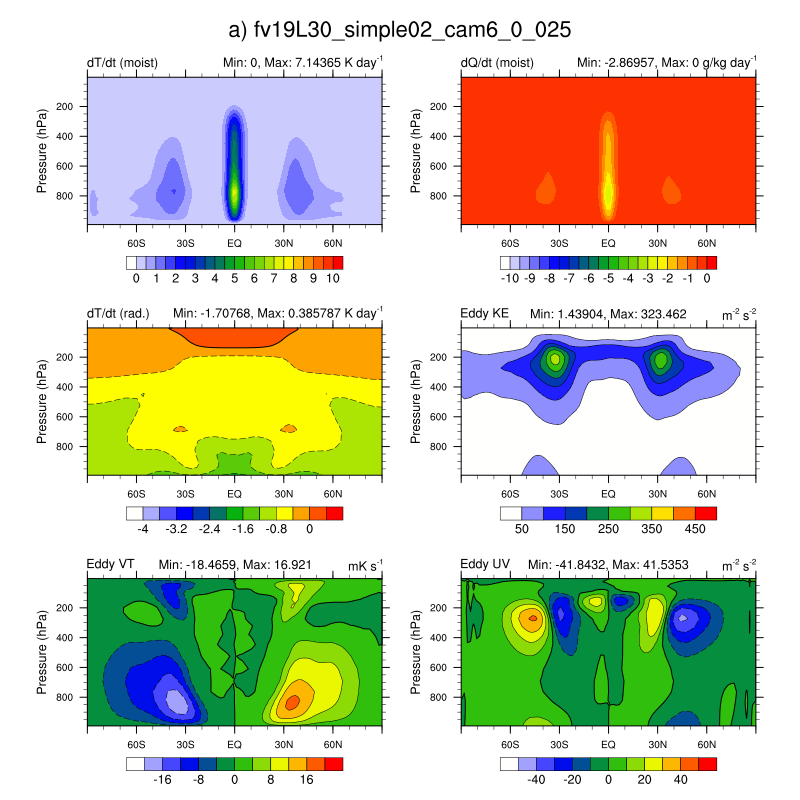 a) fv19L30_simple02_cam6_0_025
dT/dt (moist) Min: 0, Max: 7.14365 K day-1
Pressure (hPa)
200
400
600
800
60S 30S EQ 30N 60N
0 1 2 3 4 5 6 7 8 9 10
dQ/dt (moist) Min: -2.86957, Max: 0 g/kg day-1
Pressure (hPa)
200
400
600
800
60S 30S EQ 30N 60N
-10 -9 -8 -7 -6 -5 -4 -3 -2 -1 0
dT/dt (rad.) Min: -1.70768, Max: 0.385787 K day-1
Pressure (hPa)
200
400
600
800
60S 30S EQ 30N 60N
-4 -3.2 -2.4 -1.6 -0.8 0
Eddy KE Min: 1.43904, Max: 323.462 m-2 s-2
Pressure (hPa)
200
400
600
800
60S 30S EQ 30N 60N
50 150 250 350 450
Eddy VT Min: -18.4659, Max: 16.921 mK s-1
Pressure (hPa)
200
400
600
800
60S 30S EQ 30N 60N
-16 -8 0 8 16
Eddy UV Min: -41.8432, Max: 41.5353 m-2 s-2
Pressure (hPa)
200
400
600
800
60S 30S EQ 30N 60N
-40 -20 0 20 40